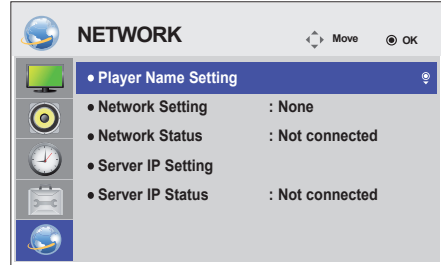 NETWORK Move OK
• Player Name Setting
• Network Setting : None
• Network Status : Not connected
• Server IP Setting
• Server IP Status : Not connected